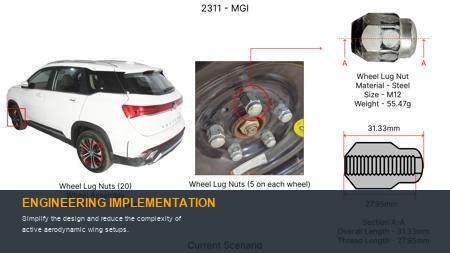 2311 - MGI
A
A
Wheel Lug Nut
Material - Steel
Size - M12
Weight - 55.47g
31.33mm
Wheel Lug Nuts (20)
Wheel Lug Nuts (5 on each wheel)
27.95mm
ENGINEERING IMPLEMENTATION
Simplify the design and reduce the complexity of
active aerodynamic wing setups.
Section A-A
Overall Length - 31.33mm
Thread Length - 27.95mm
Current Scenario